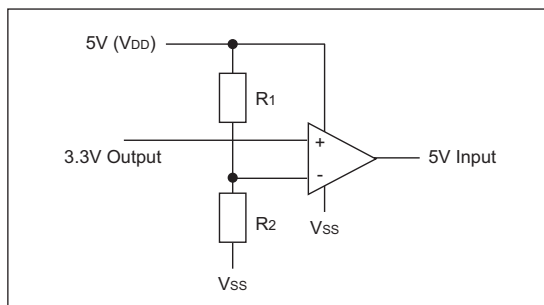 5V (VDD)
R1
+
3.3V Output
5V Input
-
R2
VSS
VSS